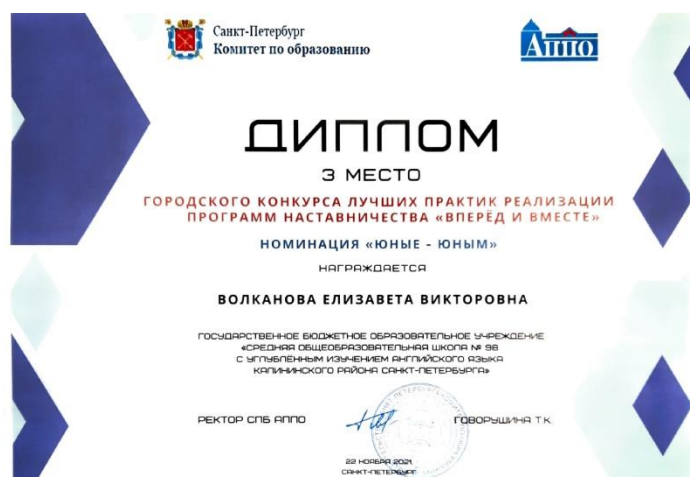 Санкт-Петербург
Комитет по образованию
АППО
ДИПЛОМ
3 МЕСТО
ГОРОДСКОГО КОНКУРСА ЛУЧШИХ ПРАКТИК РЕАЛИЗАЦИИ
ПРОГРАММ НАСТАВНИЧЕСТВА «ВПЕРЁД И ВМЕСТЕ»
НОМИНАЦИЯ «ЮНЫЕ - ЮНЫМ»
НАГРАЖДАЕТСЯ
ВОЛКАНОВА ЕЛИЗАВЕТА ВИКТОРОВНА
ГОСУДАРСТВЕННОЕ БЮДЖЕТНОЕ ОБРАЗОВАТЕЛЬНОЕ УЧРЕЖДЕНИЕ
«СРЕДНЯЯ ОБЩЕОБРАЗОВАТЕЛЬНАЯ ШКОЛА № 98
С УГЛУБЛЁННЫМ ИЗУЧЕНИЕМ АНГЛИЙСКОГО ЯЗЫКА
КАЛИНИНСКОГО РАЙОНА САНКТ-ПЕТЕРБУРГА»
РЕКТОР СПБ АППО
ГОВОРУШИНА Т.К.
22 НОЯБРЯ 2021
САНКТ-ПЕТЕРБУРГ